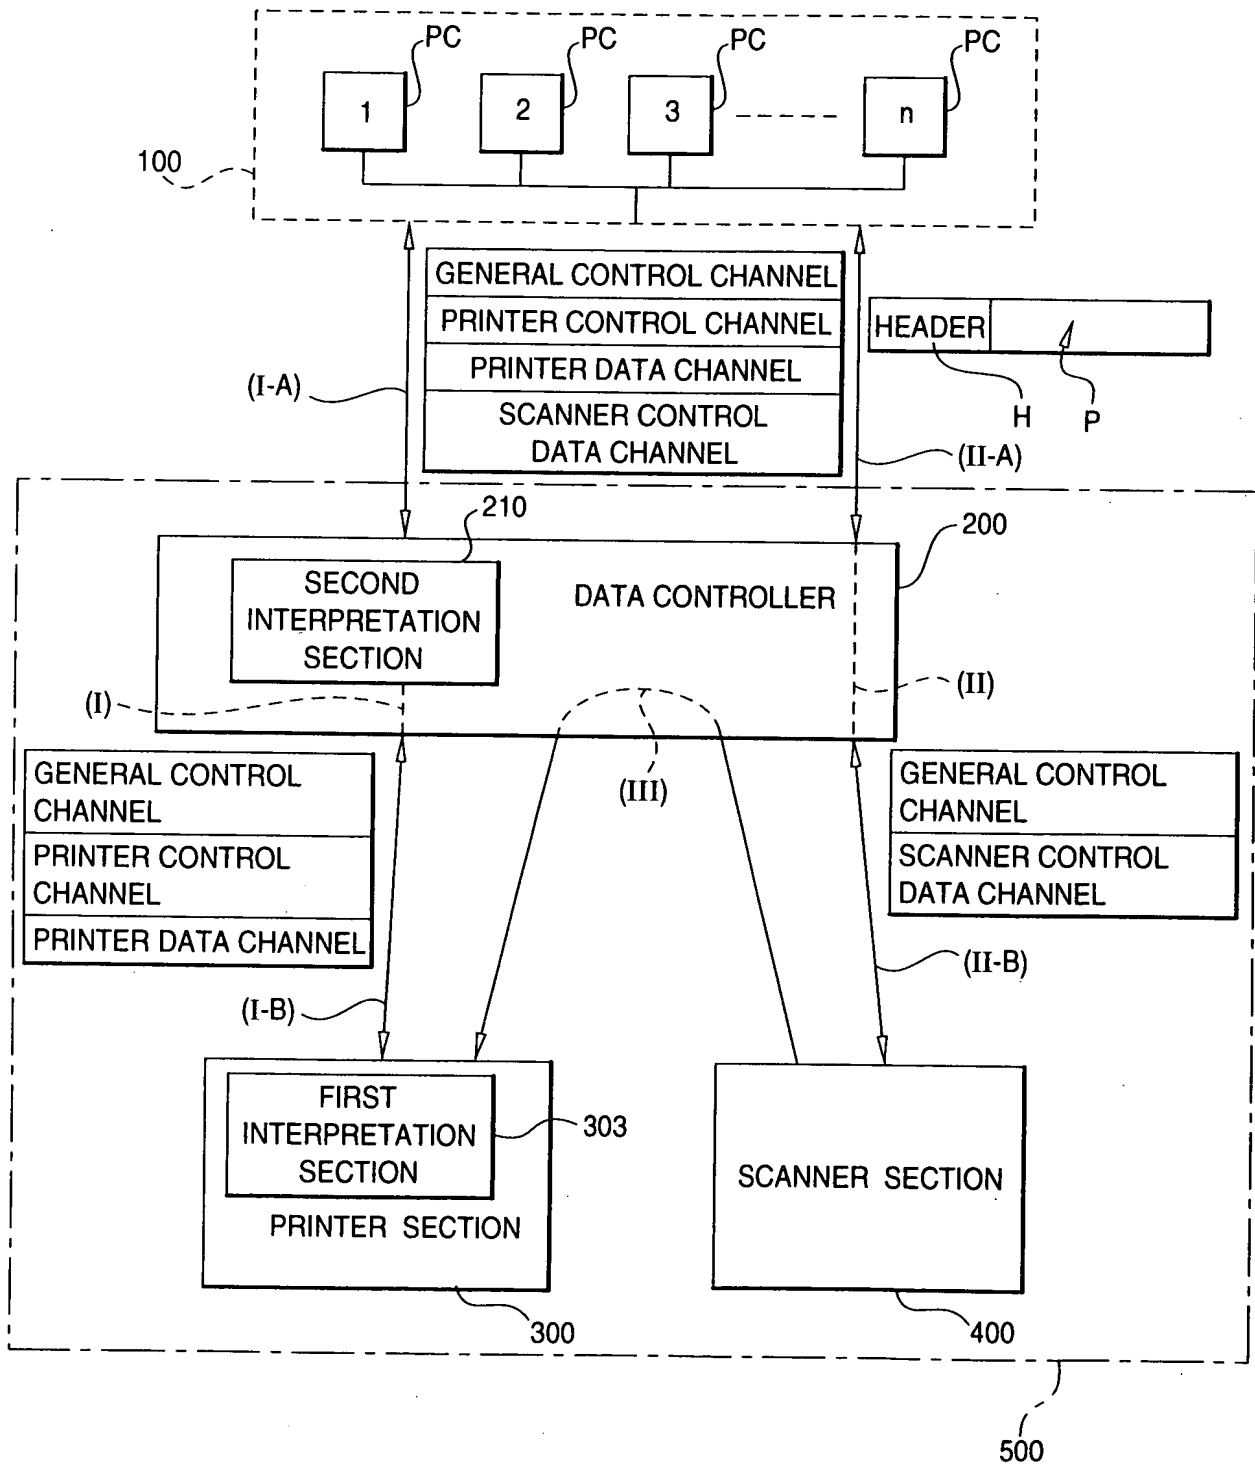 PC PC PC PC
1 2 3 n
100
GENERAL CONTROL CHANNEL
PRINTER CONTROL CHANNEL
PRINTER DATA CHANNEL
SCANNER CONTROL
DATA CHANNEL
HEADER
H P
(I-A)
(II-A)
210
200
SECOND
INTERPRETATION
SECTION
DATA CONTROLLER
(I)
(II)
(III)
GENERAL CONTROL
CHANNEL
PRINTER CONTROL
CHANNEL
PRINTER DATA CHANNEL
GENERAL CONTROL
CHANNEL
SCANNER CONTROL
DATA CHANNEL
(I-B)
(II-B)
FIRST
INTERPRETATION
SECTION
303
PRINTER SECTION
SCANNER SECTION
300
400
500